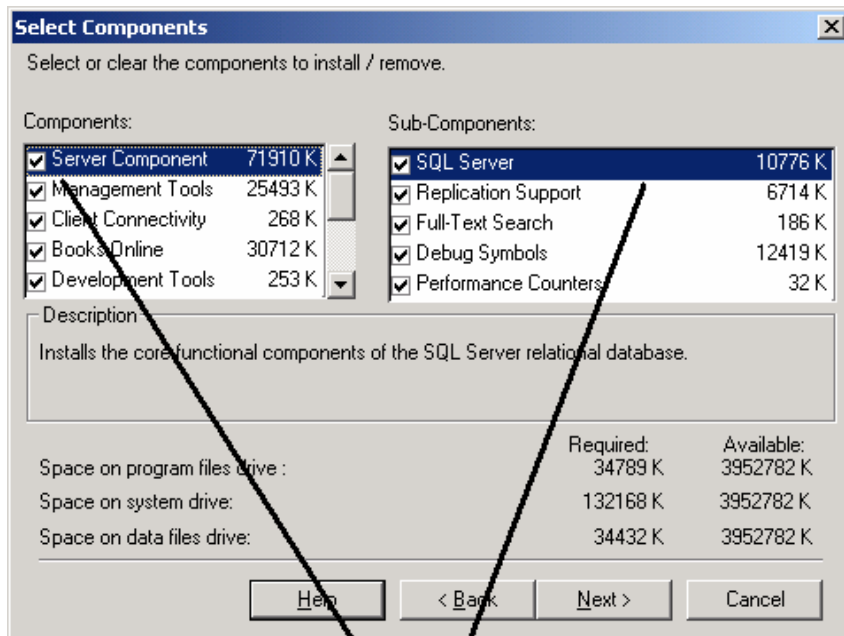 Select Components
Select or clear the components to install / remove.
Components:
Server Component 71910 K
Management Tools 25493 K
Client Connectivity 268 K
Books Online 30712 K
Development Tools 253 K
Sub-Components:
SQL Server 10776 K
Replication Support 6714 K
Full-Text Search 186 K
Debug Symbols 12419 K
Performance Counters 32 K
Description
Installs the core functional components of the SQL Server relational database.
Required: Available:
Space on program files drive : 34789 K 3952782 K
Space on system drive: 132168 K 3952782 K
Space on data files drive: 34432 K 3952782 K
Help < Back Next > Cancel